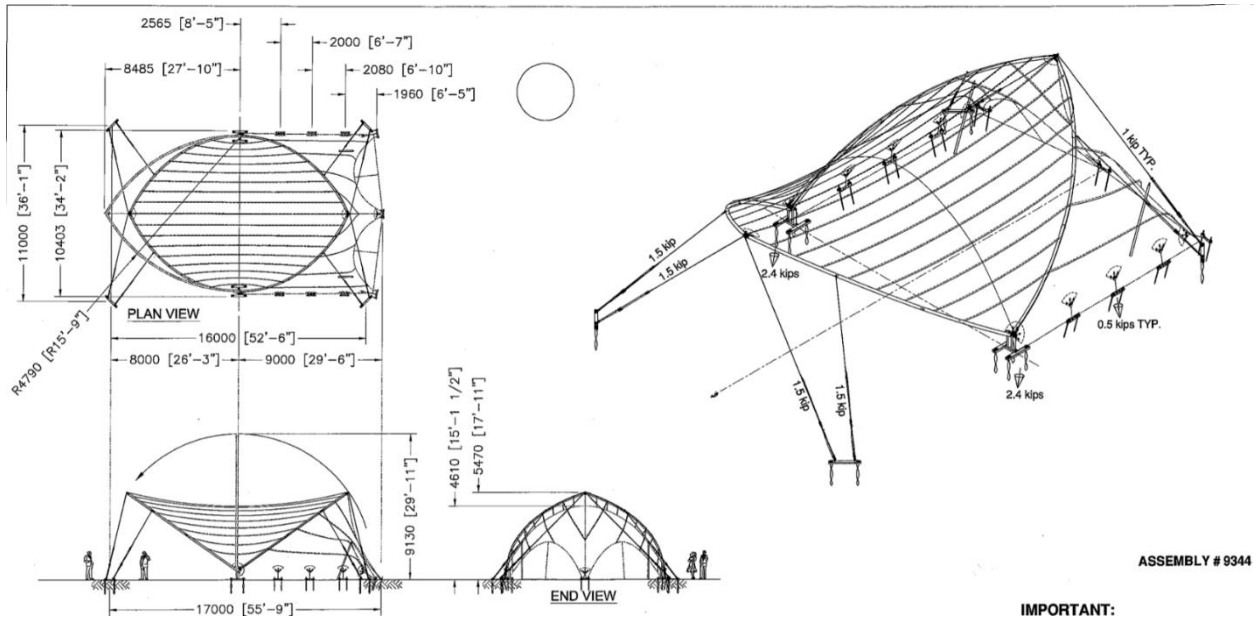 2565 [8'-5"]
2000 [6'-7"]
8485 [27'-10"]
2080 [6'-10"]
1960 [6'-5"]
11000 [36'-1"]
10403 [34'-2"]
R4790 [R15'-9"]
PLAN VIEW
16000 [52'-6"]
8000 [26'-3"]
9000 [29'-6"]
1 kip TYP.
1.5 kip
1.5 kip
2.4 kips
0.5 kips TYP.
1.5 kip
1.5 kip
2.4 kips
9130 [29'-11"]
4610 [15'-1 1/2"]
5470 [17'-11"]
END VIEW
17000 [55'-9"]
ASSEMBLY # 9344
IMPORTANT: